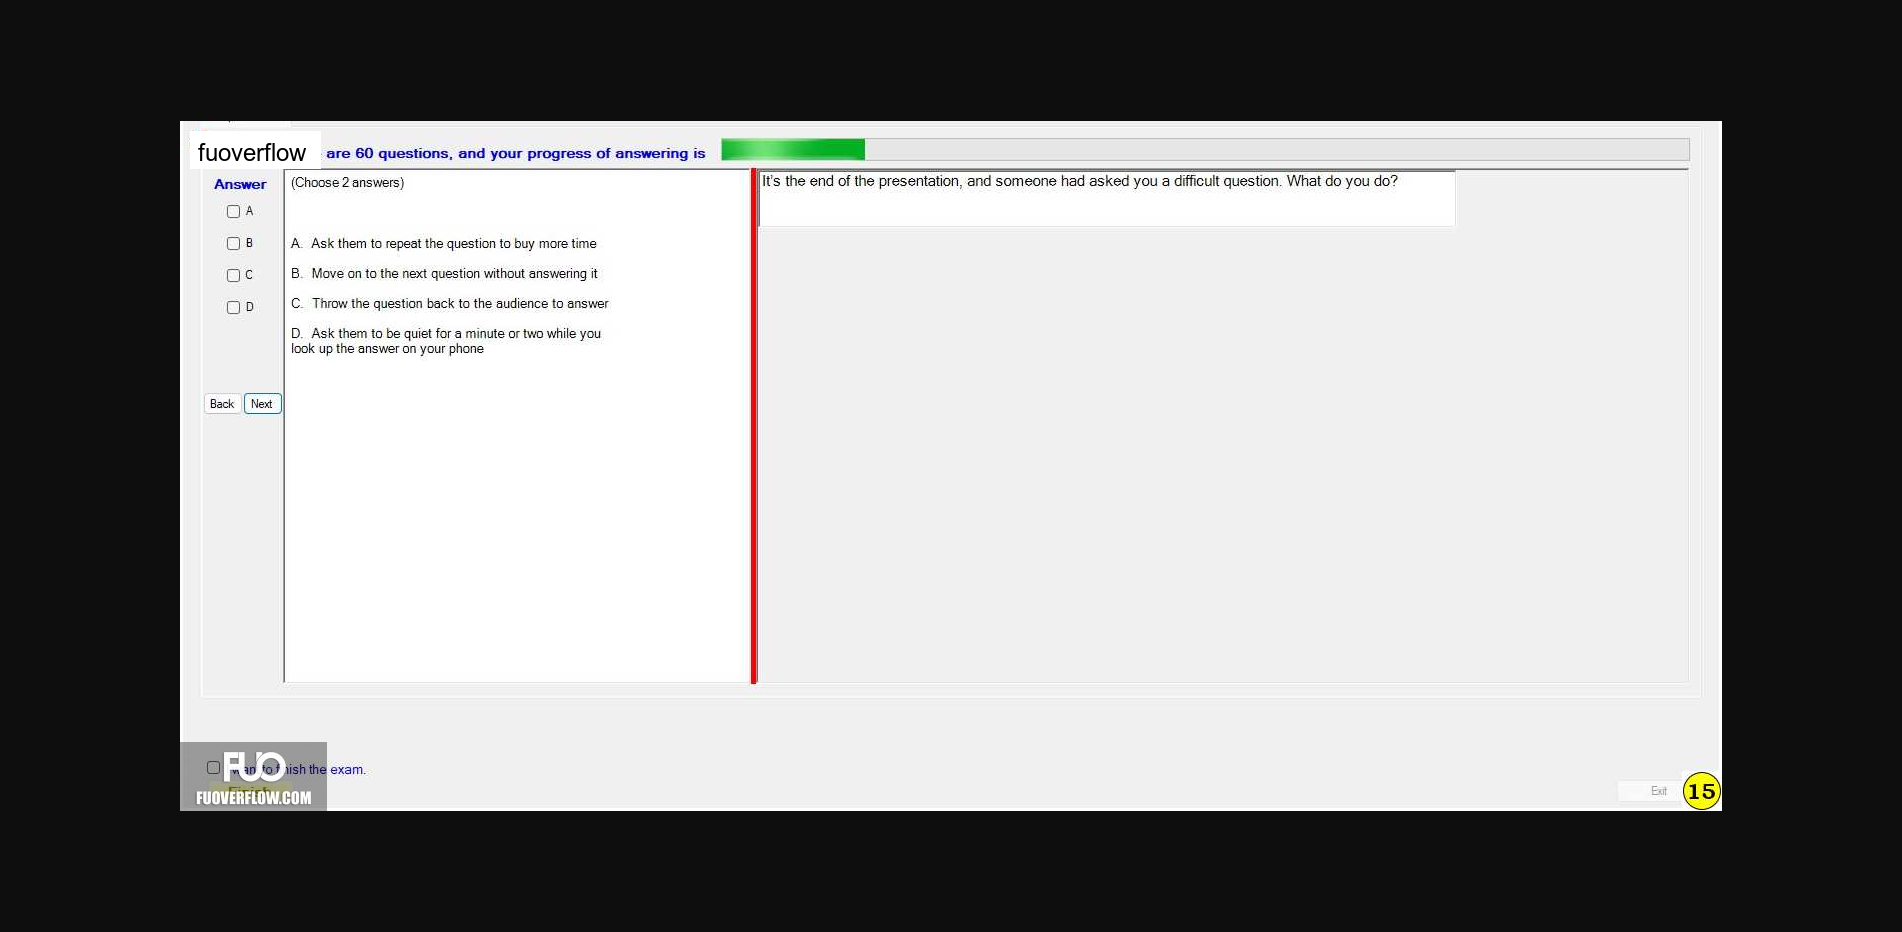 fuoverflow are 60 questions, and your progress of answering is
Answer
(Choose 2 answers)
It's the end of the presentation, and someone had asked you a difficult question. What do you do?
A
B
C
D
A. Ask them to repeat the question to buy more time
B. Move on to the next question without answering it
C. Throw the question back to the audience to answer
D. Ask them to be quiet for a minute or two while you
look up the answer on your phone
Back Next
FUO
want to finish the exam.
Finish
FUOVERFLOW.COM
Exit
15